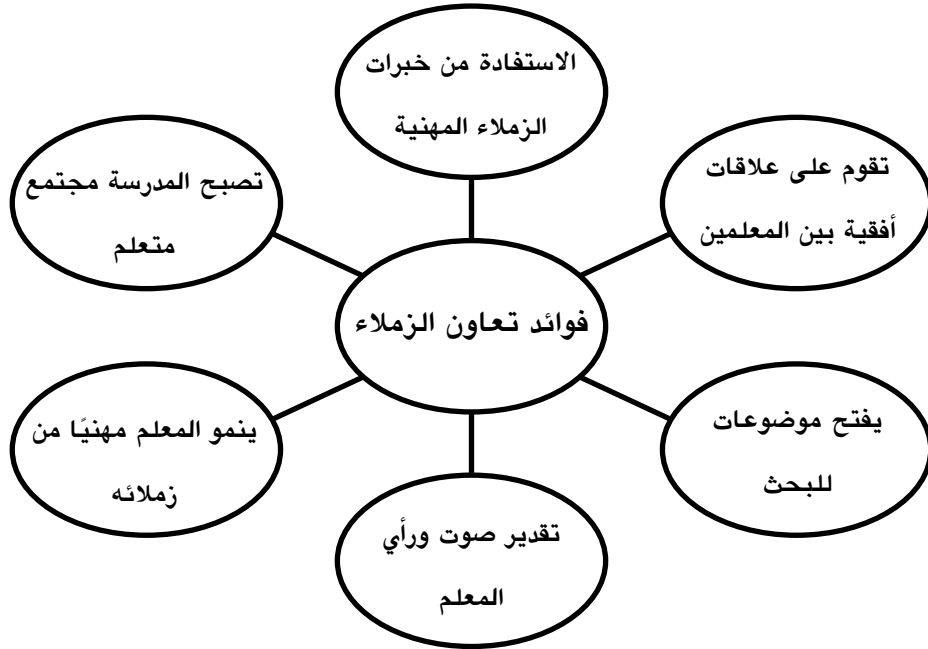 الاستفادة من خبرات
الزملاء المهنية
تقوم على علاقات
أفقية بين المعلمين
تصبح المدرسة مجتمع
متعلم
فوائد تعاون الزملاء
يفتح موضوعات
للبحث
ينمو المعلم مهنيًا من
زملائه
تقدير صوت ورأي
المعلم